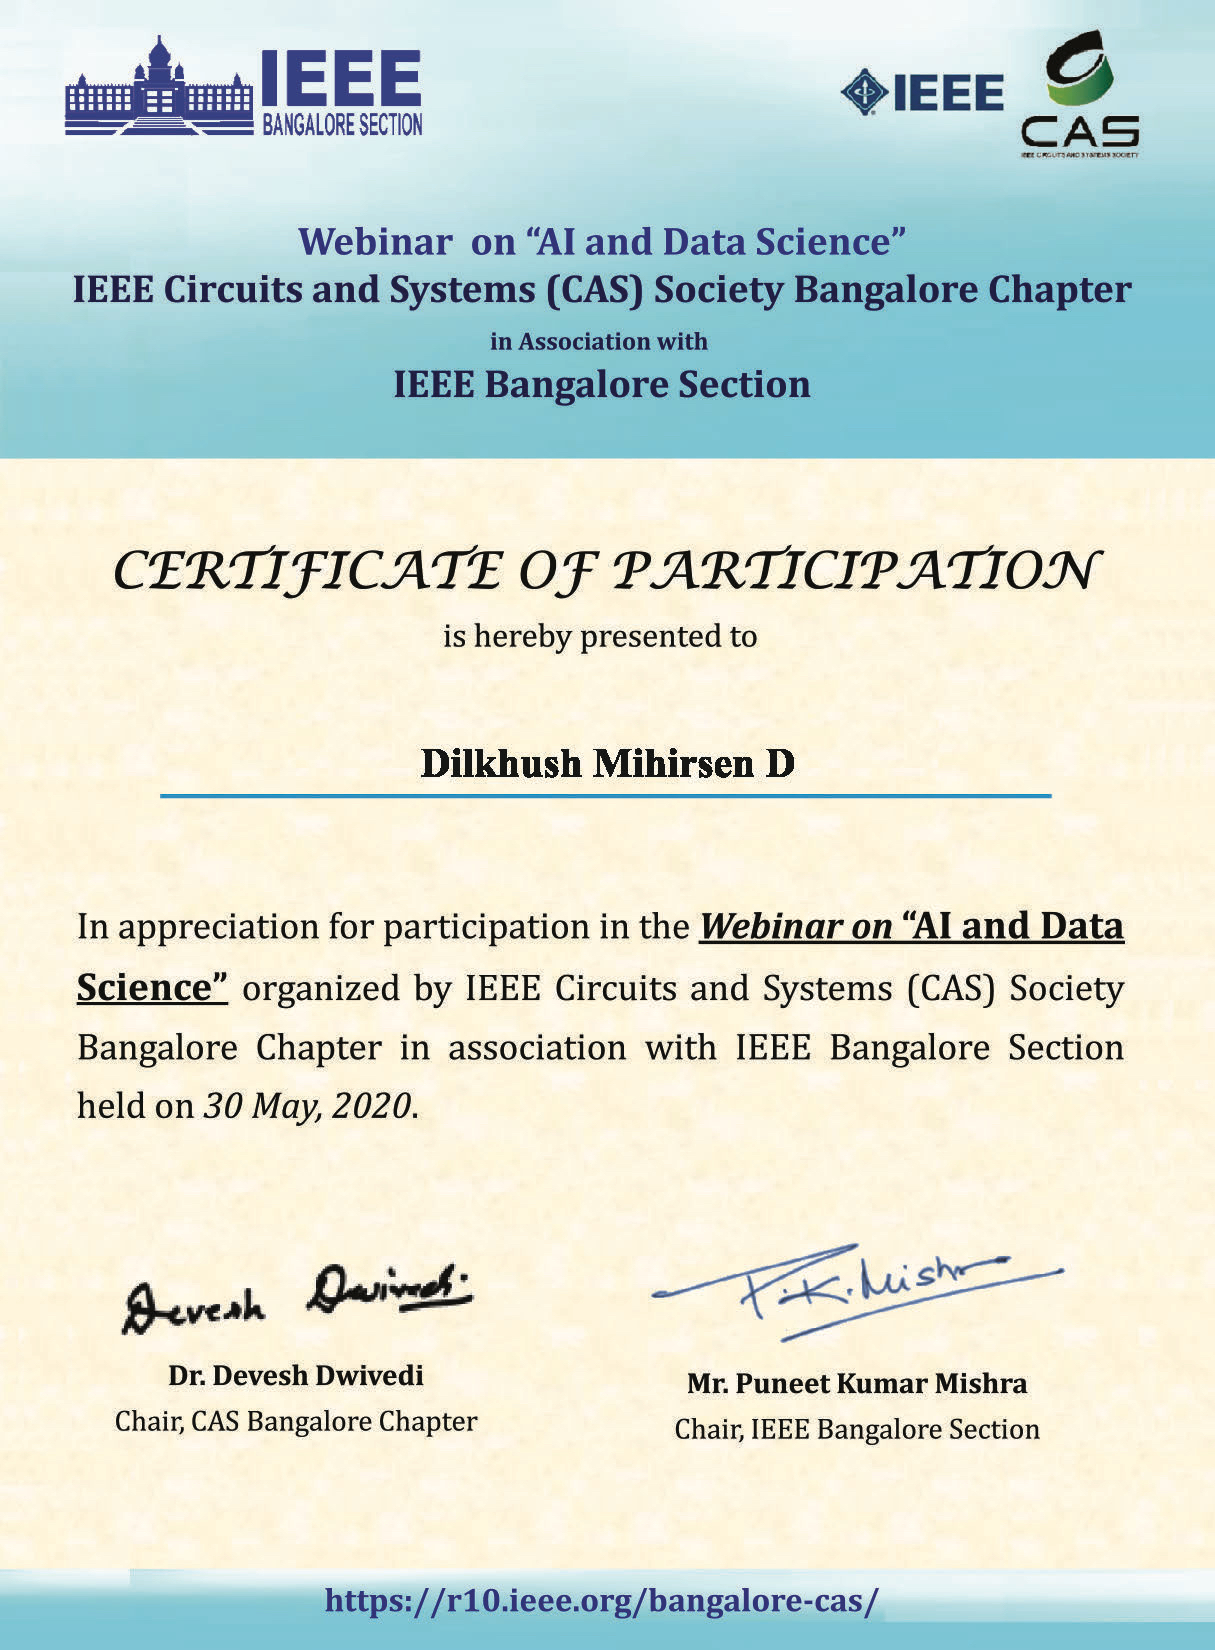 IEEE
BANGALORE SECTION
IEEE
CAS
IEEE CIRCUITS AND SYSTEMS SOCIETY
Webinar on “AI and Data Science”
IEEE Circuits and Systems (CAS) Society Bangalore Chapter
in Association with
IEEE Bangalore Section
CERTIFICATE OF PARTICIPATION
is hereby presented to
Dilkhush Mihirsen D
In appreciation for participation in the Webinar on “AI and Data
Science” organized by IEEE Circuits and Systems (CAS) Society
Bangalore Chapter in association with IEEE Bangalore Section
held on 30 May, 2020.
Devesh Dwivedi
P.K. Mishra
Dr. Devesh Dwivedi
Chair, CAS Bangalore Chapter
Mr. Puneet Kumar Mishra
Chair, IEEE Bangalore Section
https://r10.ieee.org/bangalore-cas/